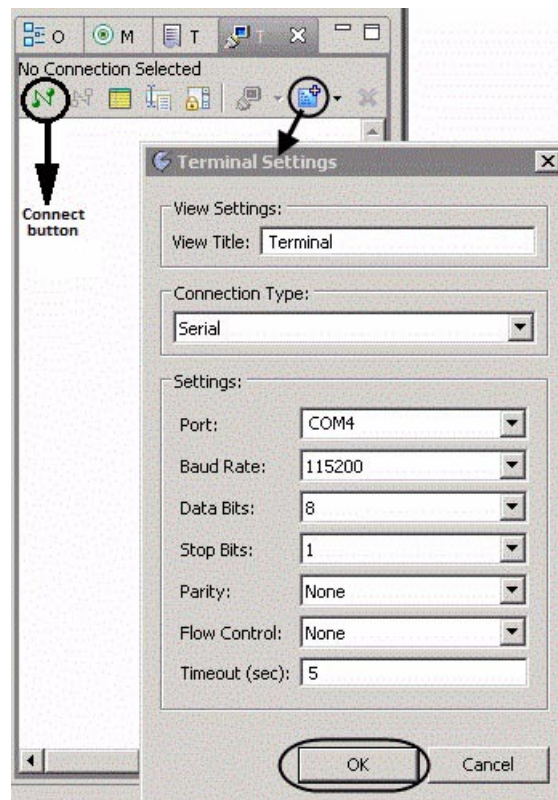 O M T T
No Connection Selected
Connect
button
Terminal Settings
View Settings:
View Title: Terminal
Connection Type:
Serial
Settings:
Port: COM4
Baud Rate: 115200
Data Bits: 8
Stop Bits: 1
Parity: None
Flow Control: None
Timeout (sec): 5
OK Cancel